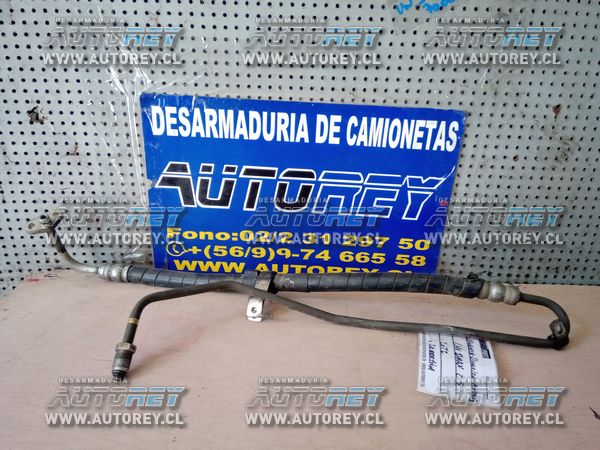 DESARMADURIA DE CAMIONETAS
AUTOREY
Fono:02/2 311 297 50
+(56/9)9-74 665 58
WWW.AUTOREY.CL
DESARMADURIA
AUTOREY
WWW.AUTOREY.CL